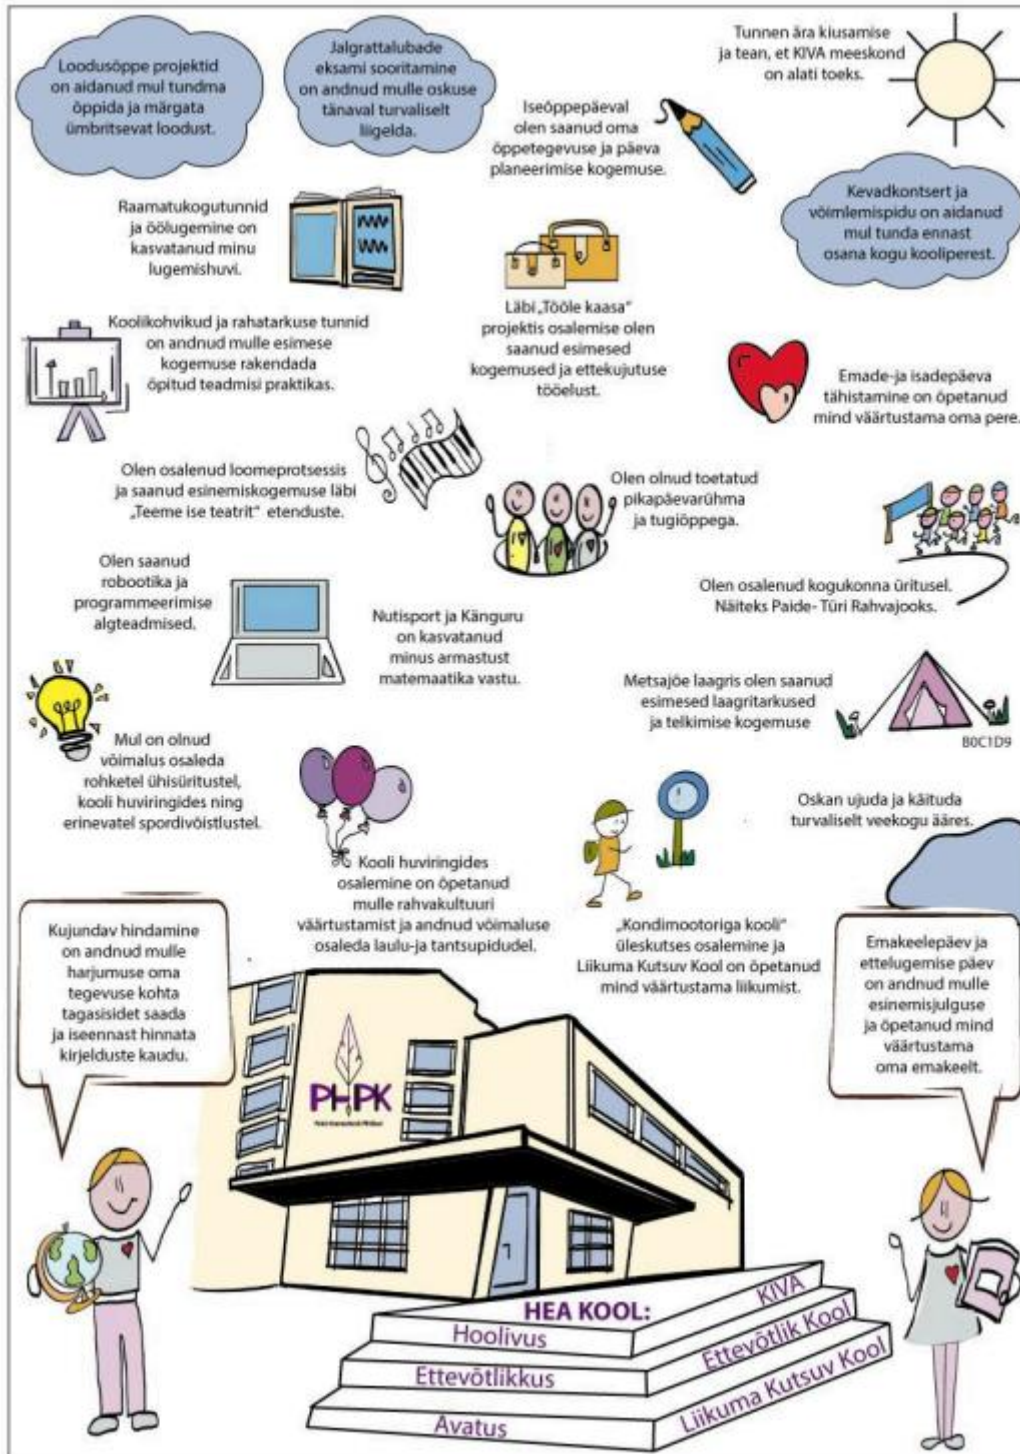 Loodusõppe projektid
on aidanud mul tundma
õppida ja märgata
ümbritsevat loodust.
Jalgrattalubade
eksami sooritamine
on andnud mulle oskuse
tänaval turvaliselt
liigelda.
Tunnen ära kiusamise
ja tean, et KIVA meeskond
on alati toeks.
Iseõppepäeval
olen saanud oma
õppetegevuse ja päeva
planeerimise kogemuse.
Kevadkontsert ja
võimlemispidu on aidanud
mul tunda ennast
osana kogu kooliperest.
Raamatukogutunnid
ja öölugemine on
kasvatanud minu
lugemishuvi.
Läbi „Tööle kaasa“
projektis osalemise olen
saanud esimesed
kogemused ja ettekujutuse
tööelust.
Koolikohvikud ja rahatarkuse tunnid
on andnud mulle esimese
kogemuse rakendada
õpitud teadmisi praktikas.
Emade-ja isadepäeva
tähistamine on õpetanud
mind väärtustama oma pere.
Olen osalenud loomeprotsessis
ja saanud esinemiskogemuse läbi
„Teeme ise teatrit“ etenduste.
Olen olnud toetatud
pikapäevarühma
ja tugiõppega.
Olen osalenud kogukonna üritusel.
Näiteks Paide- Türi Rahvajooks.
Olen saanud
robootika ja
programmeerimise
algteadmised.
Nutisport ja Känguru
on kasvatanud
minus armastust
matemaatika vastu.
Metsajõe laagris olen saanud
esimesed laagritarkused
ja telkimise kogemuse
B0C1D9
Mul on olnud
võimalus osaleda
rohketel ühisüritustel,
kooli huviringides ning
erinevatel spordivõistlustel.
Oskan ujuda ja käituda
turvaliselt veekogu ääres.
Kooli huviringides
osalemine on õpetanud
mulle rahvakultuuri
väärtustamist ja andnud võimaluse
osaleda laulu-ja tantsupidudel.
„Kondimootoriga kooli“
üleskutses osalemine ja
Liikuma Kutsuv Kool on õpetanud
mind väärtustama liikumist.
Kujundav hindamine
on andnud mulle
harjumuse oma
tegevuse kohta
tagasisidet saada
ja iseennast hinnata
kirjelduste kaudu.
Emakeelepäev ja
ettelugemise päev
on andnud mulle
esinemisjulguse
ja õpetanud mind
väärtustama
oma emakeelt.
PHPK
HEA KOOL:
Hoolivus
Ettevõtlikkus
Avatus
KIVA
Ettevõtlik Kool
Liikuma Kutsuv Kool